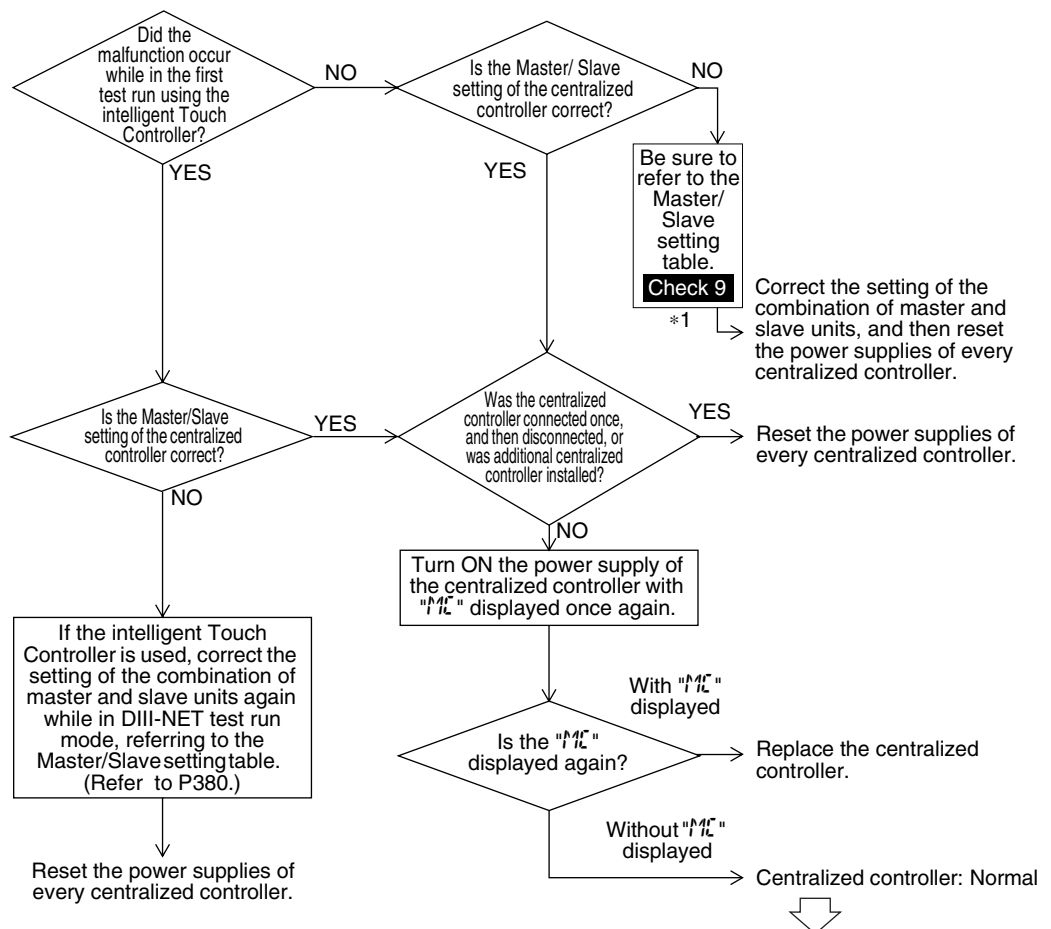 Did the
malfunction occur
while in the first
test run using the
intelligent Touch
Controller?
NO
Is the Master/ Slave
setting of the centralized
controller correct?
NO
YES
YES
Be sure to
refer to the
Master/
Slave
setting
table.
Check 9
*1
Correct the setting of the
combination of master and
slave units, and then reset
the power supplies of every
centralized controller.
Is the Master/Slave
setting of the centralized
controller correct?
YES
Was the centralized
controller connected once,
and then disconnected, or
was additional centralized
controller installed?
YES
Reset the power supplies of
every centralized controller.
NO
NO
Turn ON the power supply of
the centralized controller with
"MC" displayed once again.
If the intelligent Touch
Controller is used, correct the
setting of the combination of
master and slave units again
while in DIII-NET test run
mode, referring to the
Master/Slave setting table.
(Refer to P380.)
With "MC"
displayed
Is the "MC"
displayed again?
Replace the centralized
controller.
Without "MC"
displayed
Reset the power supplies of
every centralized controller.
Centralized controller: Normal